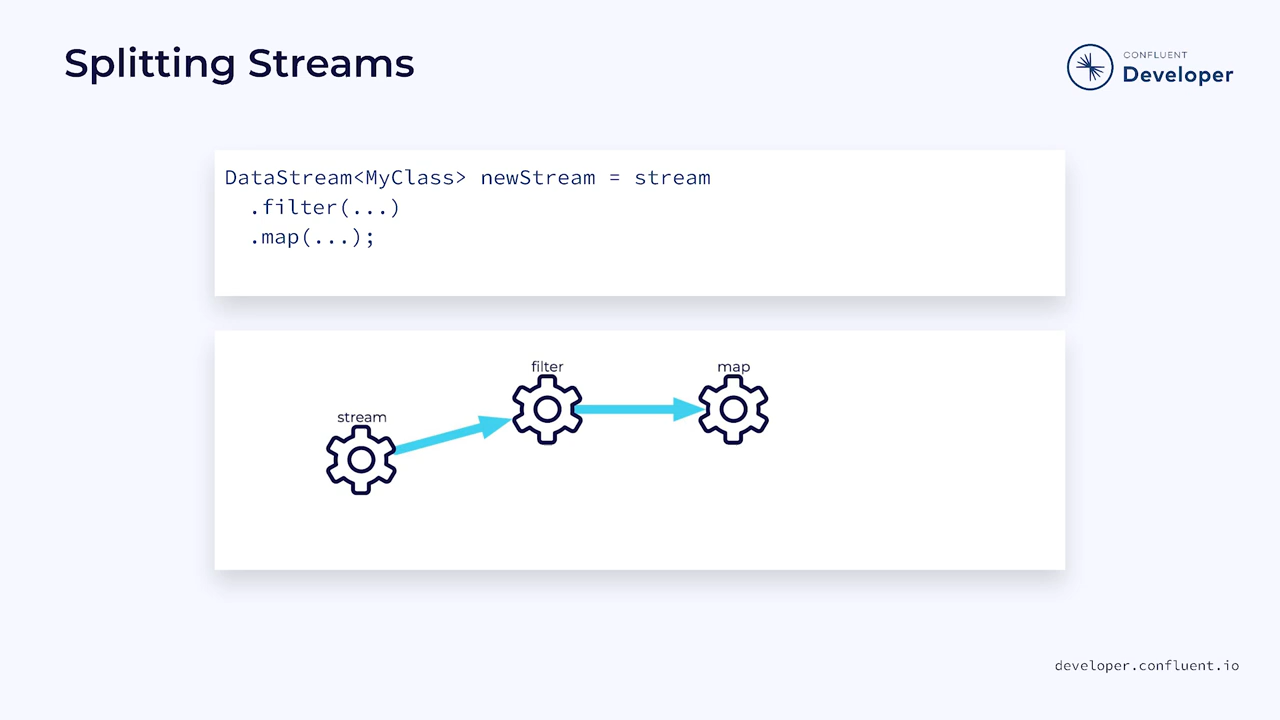 Splitting Streams
CONFLUENT
Developer
DataStream<MyClass> newStream = stream
  .filter(...)
  .map(...);
filter
map
stream
developer.confluent.io